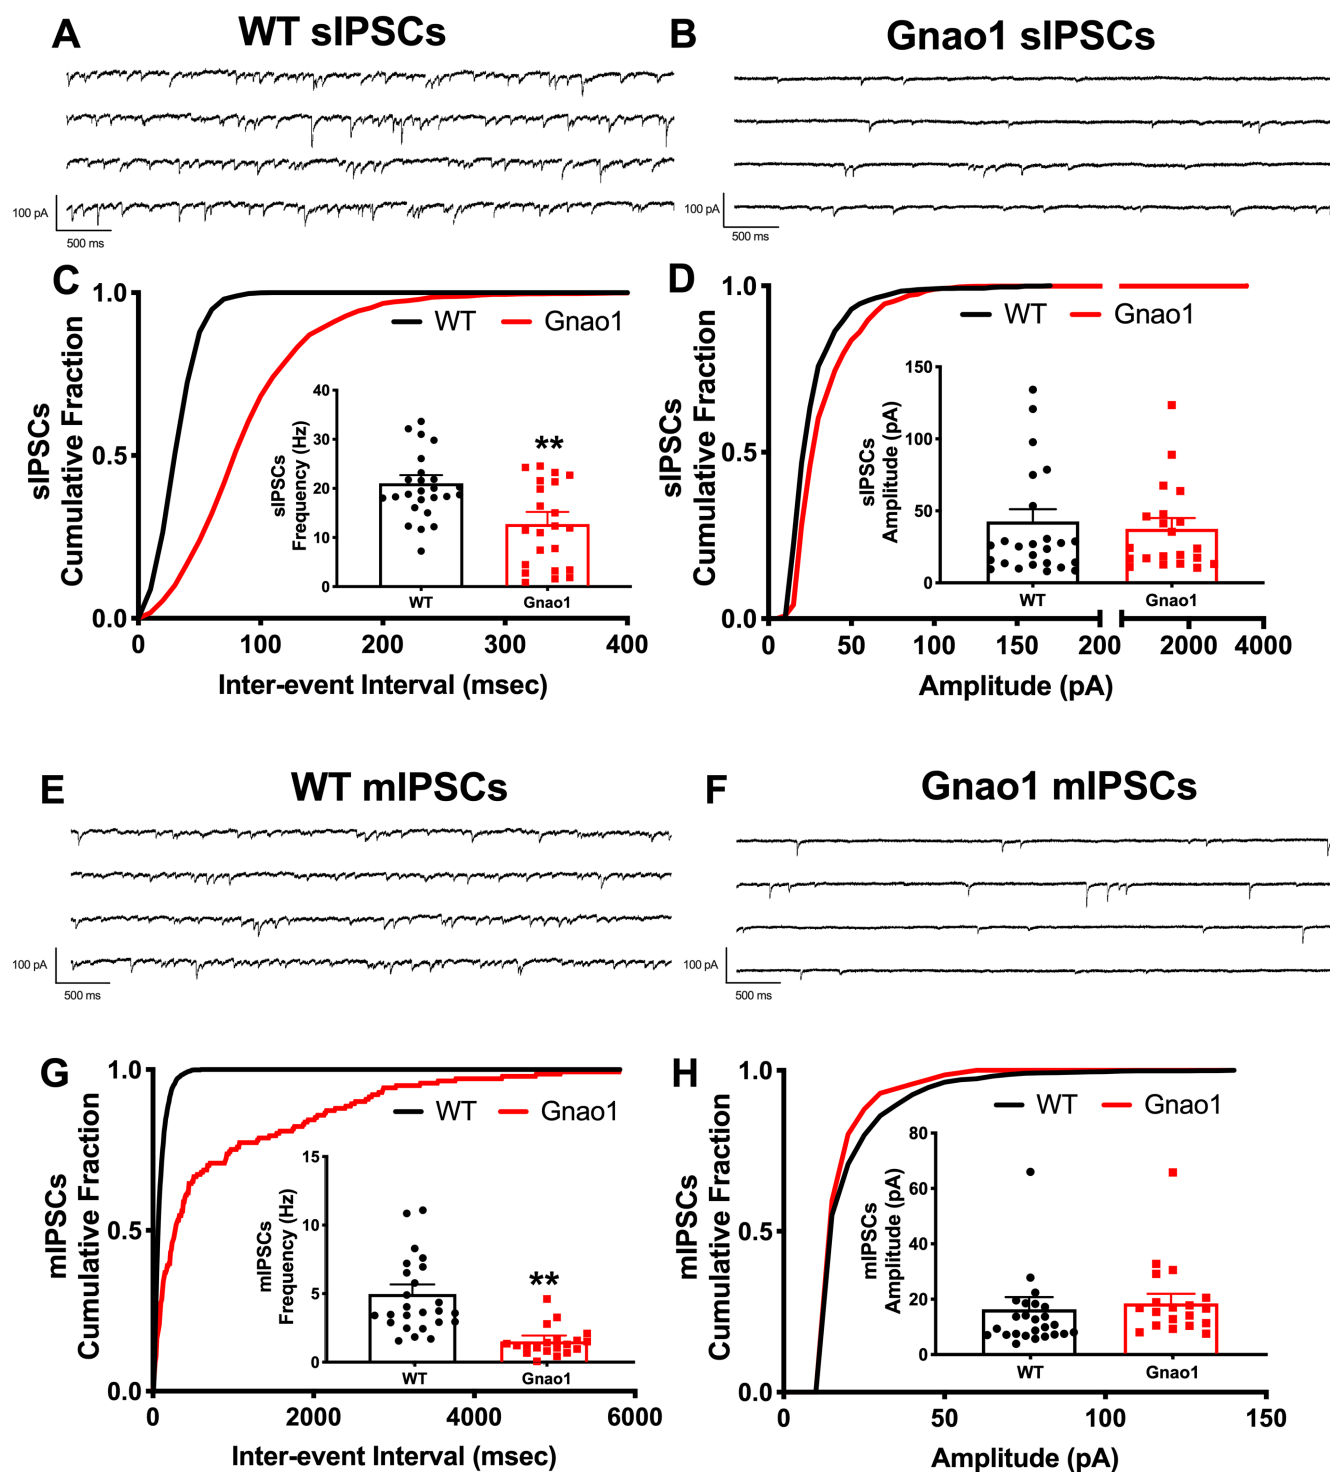 A
WT sIPSCs
B
Gnao1 sIPSCs
100 pA
500 ms
100 pA
500 ms
C
sIPSCs
Cumulative Fraction
1.0
0.5
0.0
WT
Gnao1
sIPSCs
Frequency (Hz)
40
30
20
10
0
**
WT
Gnao1
0
100
200
300
400
Inter-event Interval (msec)
D
sIPSCs
Cumulative Fraction
1.0
0.5
0.0
WT
Gnao1
sIPSCs
Amplitude (pA)
150
100
50
0
WT
Gnao1
0
50
100
150
200
2000
4000
Amplitude (pA)
E
WT mIPSCs
F
Gnao1 mIPSCs
100 pA
500 ms
100 pA
500 ms
G
mIPSCs
Cumulative Fraction
1.0
0.5
0.0
WT
Gnao1
mIPSCs
Frequency (Hz)
15
10
5
0
**
WT
Gnao1
0
2000
4000
6000
Inter-event Interval (msec)
H
mIPSCs
Cumulative Fraction
1.0
0.5
0.0
WT
Gnao1
mIPSCs
Amplitude (pA)
80
60
40
20
0
WT
Gnao1
0
50
100
150
Amplitude (pA)